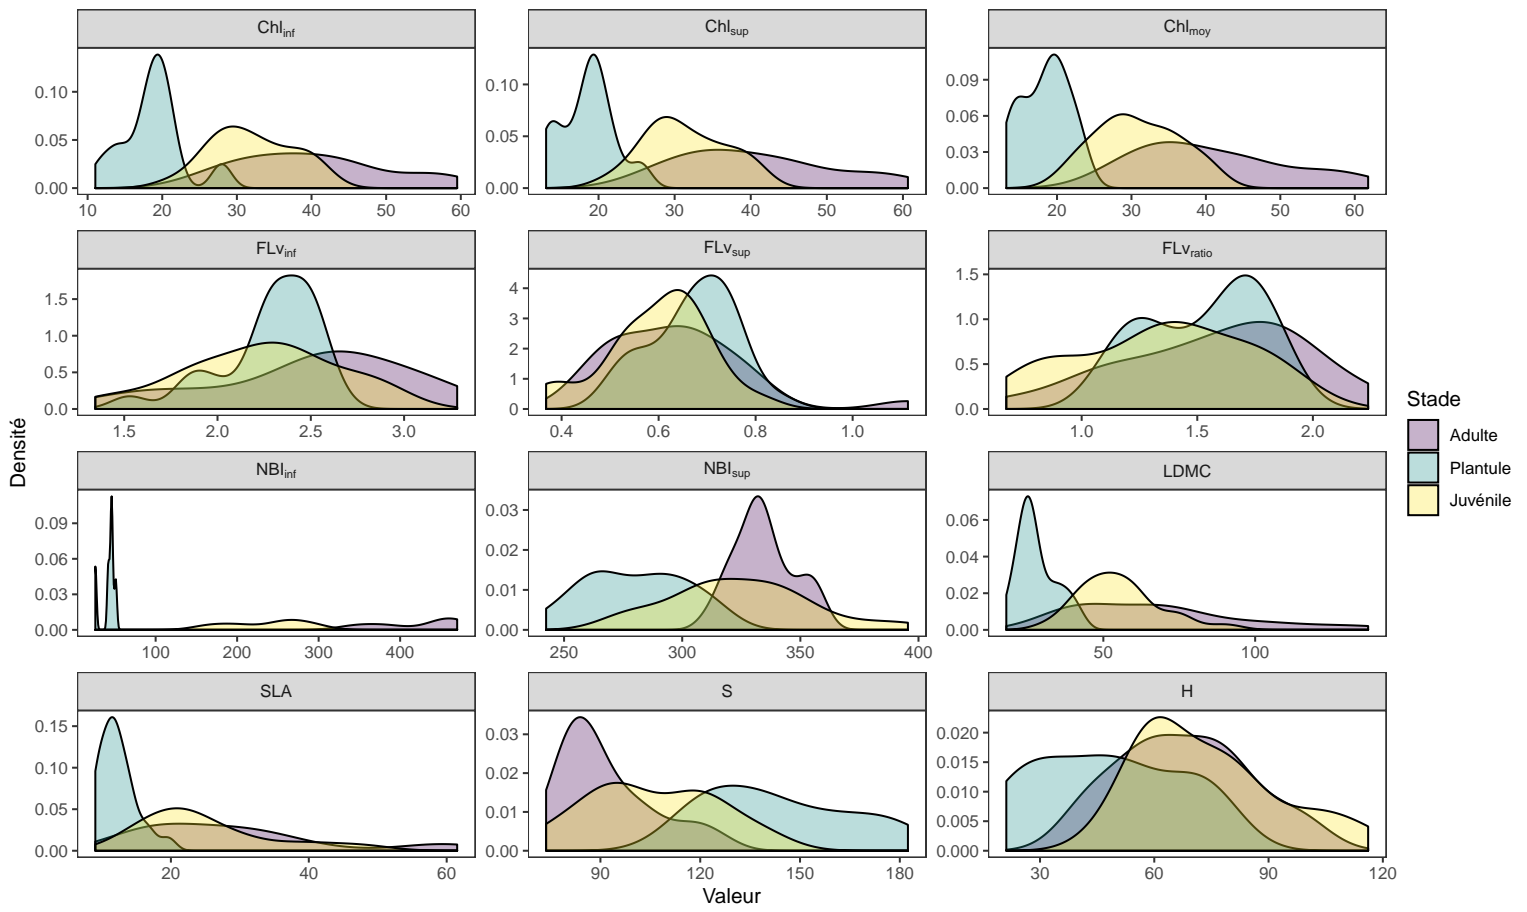 Chlinf
Chlsup
Chlmoy
0.10
0.05
0.00
10 20 30 40 50 60
0.10
0.05
0.00
20 30 40 50 60
0.09
0.06
0.03
0.00
20 30 40 50 60
FLvinf
FLvsup
FLvratio
1.5
1.0
0.5
0.0
1.5 2.0 2.5 3.0
4
3
2
1
0
0.4 0.6 0.8 1.0
1.5
1.0
0.5
0.0
1.0 1.5 2.0
NBIinf
NBIsup
LDMC
0.09
0.06
0.03
0.00
100 200 300 400
0.03
0.02
0.01
0.00
250 300 350 400
0.06
0.04
0.02
0.00
50 100
SLA
S
H
0.15
0.10
0.05
0.00
20 40 60
0.03
0.02
0.01
0.00
90 120 150 180
0.020
0.015
0.010
0.005
0.000
30 60 90 120
Densité
Valeur
Stade
Adulte
Plantule
Juvénile